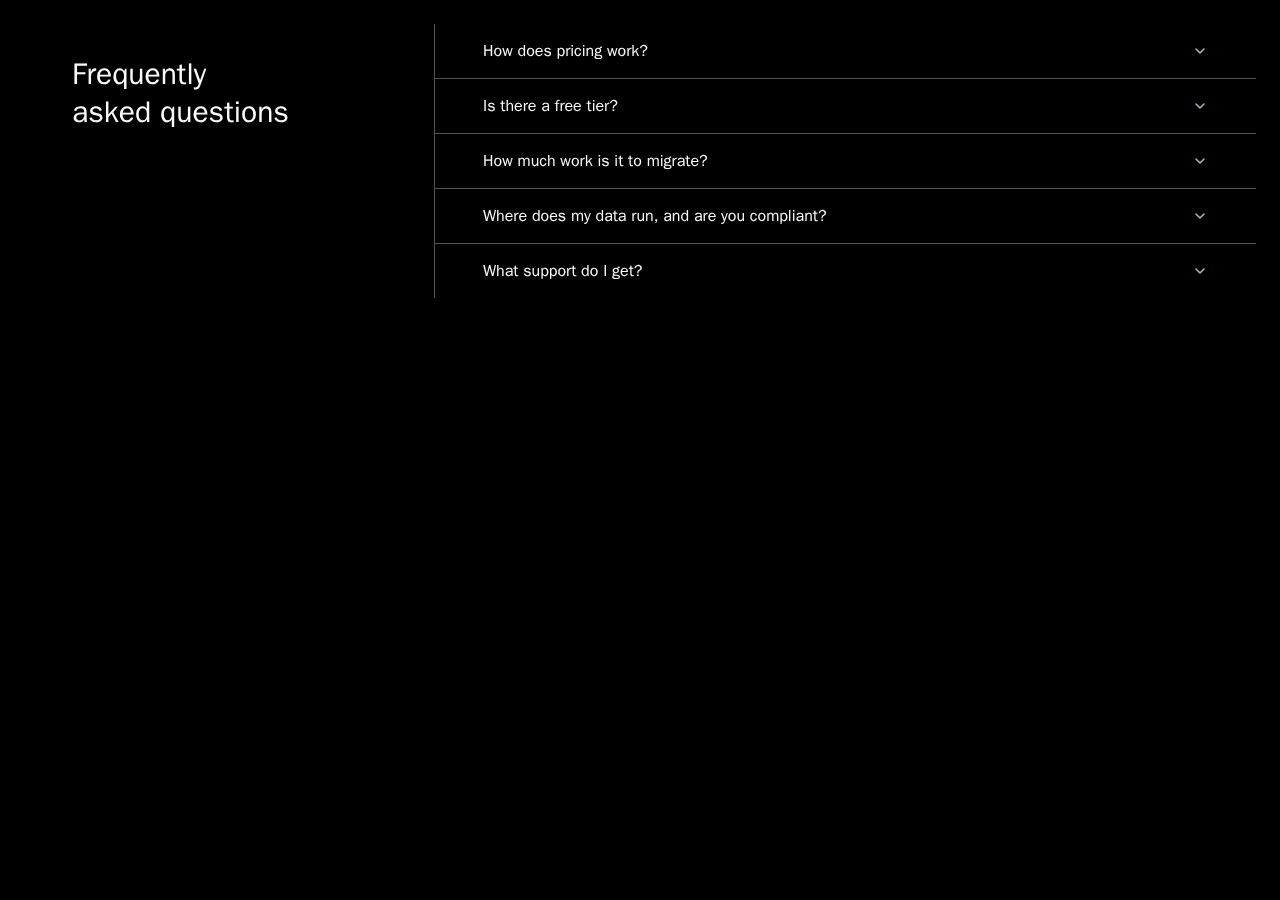 Frequently
asked questions
How does pricing work?
Is there a free tier?
How much work is it to migrate?
Where does my data run, and are you compliant?
What support do I get?